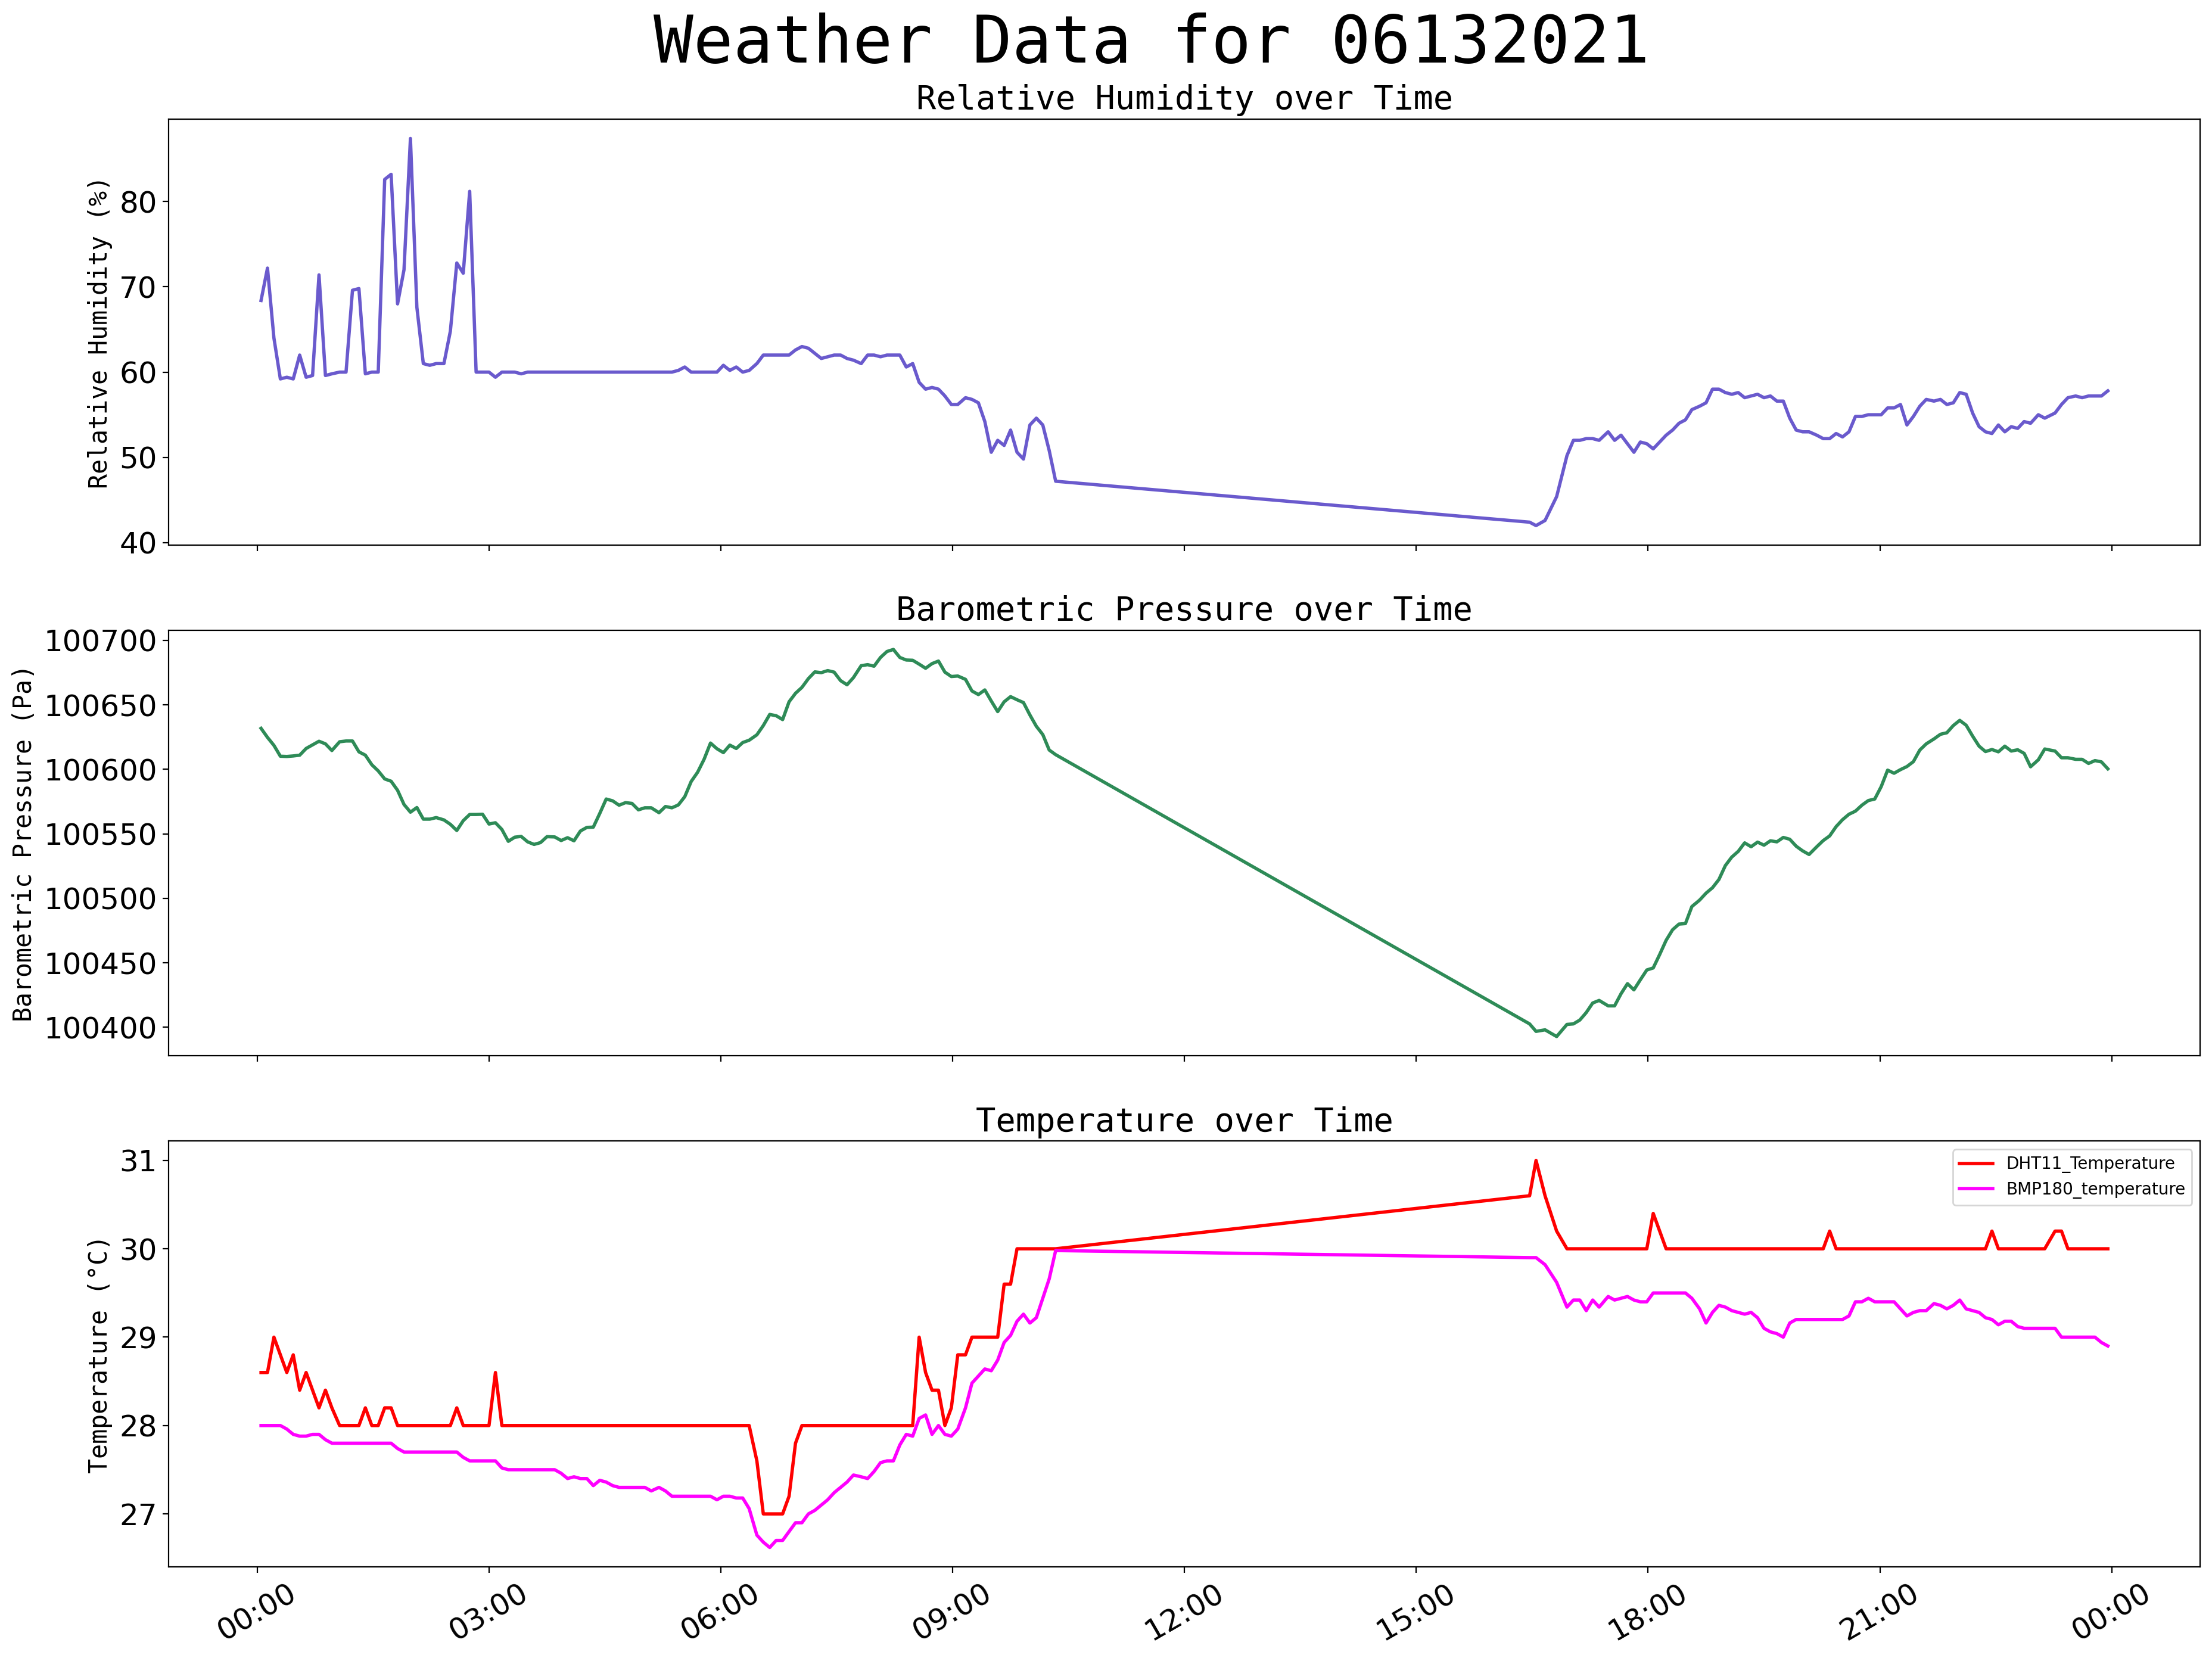 Weather Data for 06132021
Relative Humidity over Time
Relative Humidity (%)
80
70
60
50
40
Barometric Pressure over Time
Barometric Pressure (Pa)
100700
100650
100600
100550
100500
100450
100400
Temperature over Time
Temperature (°C)
31
30
29
28
27
DHT11_Temperature
BMP180_temperature
00:00 03:00 06:00 09:00 12:00 15:00 18:00 21:00 00:00